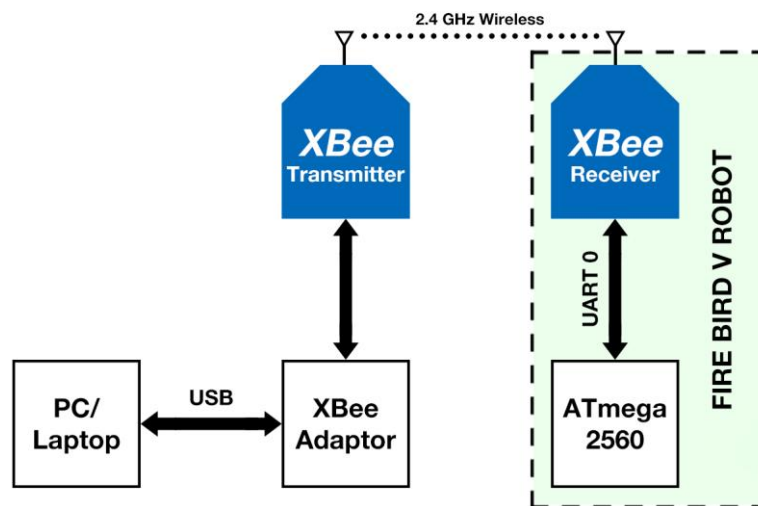 2.4 GHz Wireless
XBee
Transmitter
XBee
Receiver
FIRE BIRD V ROBOT
UART 0
PC/
Laptop
USB
XBee
Adaptor
ATmega
2560